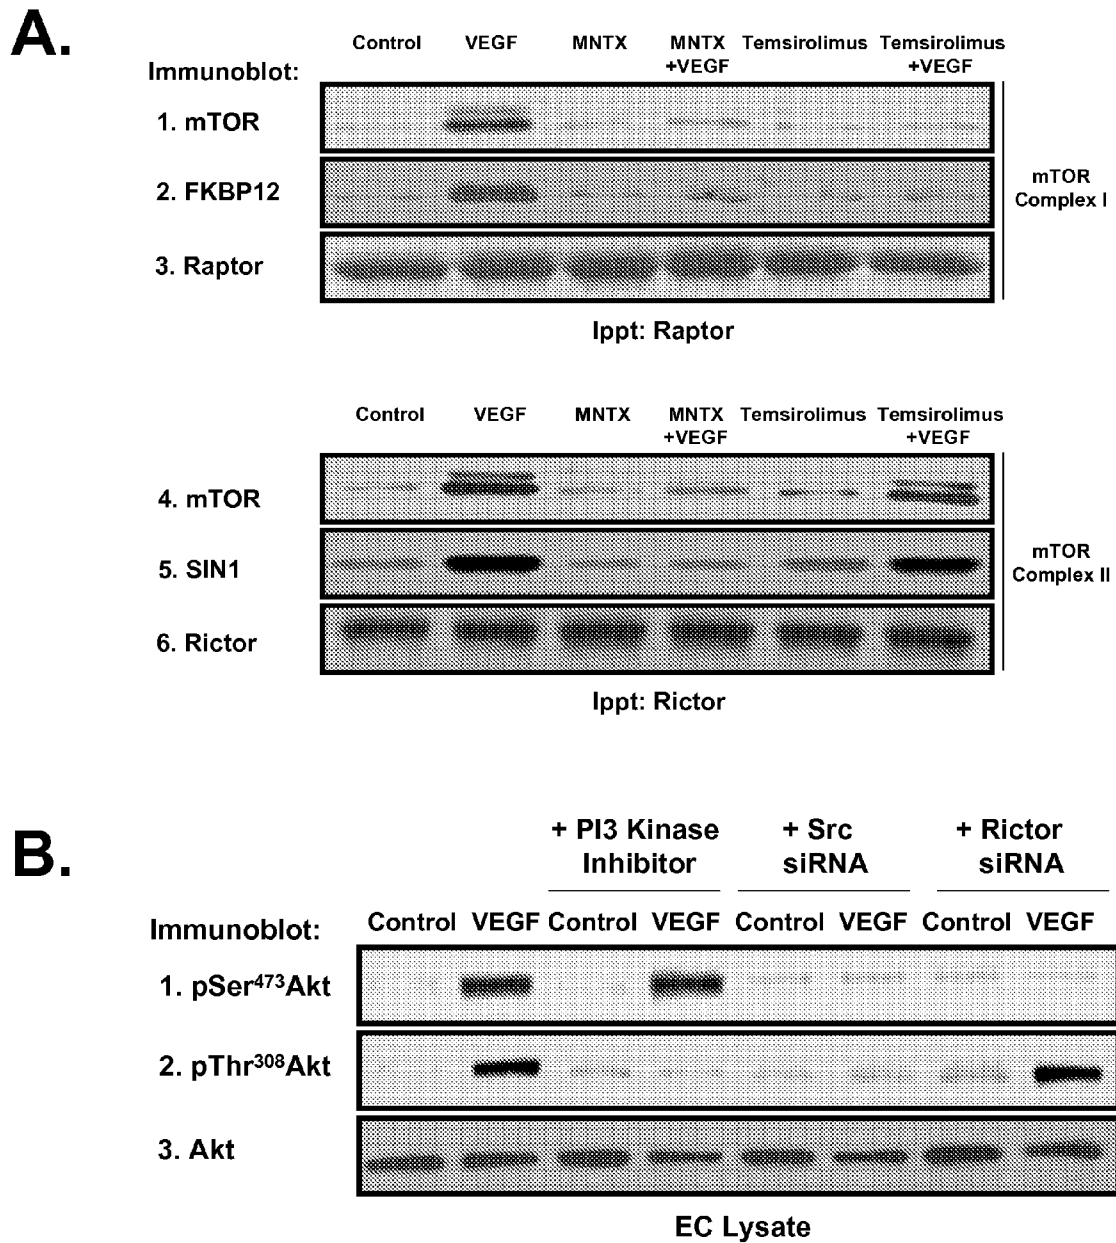 A.
Control VEGF MNTX MNTX Temsirolimus Temsirolimus
+VEGF +VEGF
Immunoblot:
1. mTOR
2. FKBP12
3. Raptor
mTOR
Complex I
Ippt: Raptor
Control VEGF MNTX MNTX Temsirolimus Temsirolimus
+VEGF +VEGF
4. mTOR
5. SIN1
6. Rictor
mTOR
Complex II
Ippt: Rictor
B.
+ PI3 Kinase + Src + Rictor
Inhibitor siRNA siRNA
Immunoblot: Control VEGF Control VEGF Control VEGF Control VEGF
1. pSer⁴⁷³Akt
2. pThr³⁰⁸Akt
3. Akt
EC Lysate